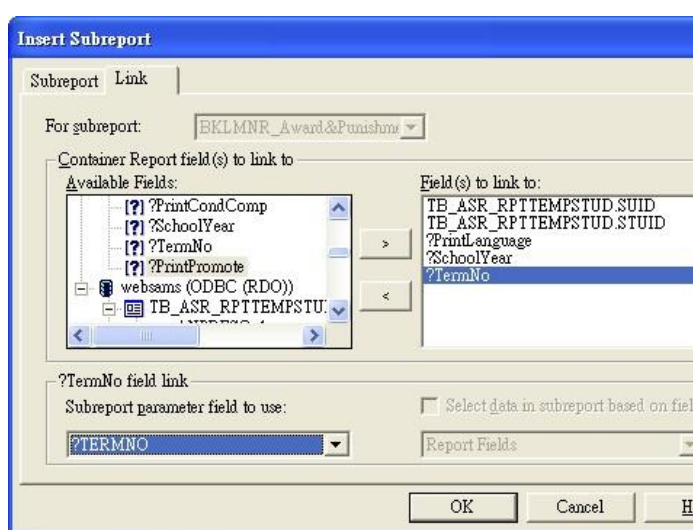 Insert Subreport
Subreport Link
For subreport: BKLMNR_Award&Punishm
Container Report field(s) to link to
Available Fields:
[?] ?PrintCondComp
[?] ?SchoolYear
[?] ?TermNo
[?] ?PrintPromote
websams (ODBC (RDO))
TB_ASR_RPTTEMPSTU
>
<
Field(s) to link to:
TB_ASR_RPTTEMPSTUD.SUID
TB_ASR_RPTTEMPSTUD.STUID
?PrintLanguage
?SchoolYear
?TermNo
?TermNo field link
Subreport parameter field to use:
?TERMNO
Select data in subreport based on fiel
Report Fields
OK Cancel H